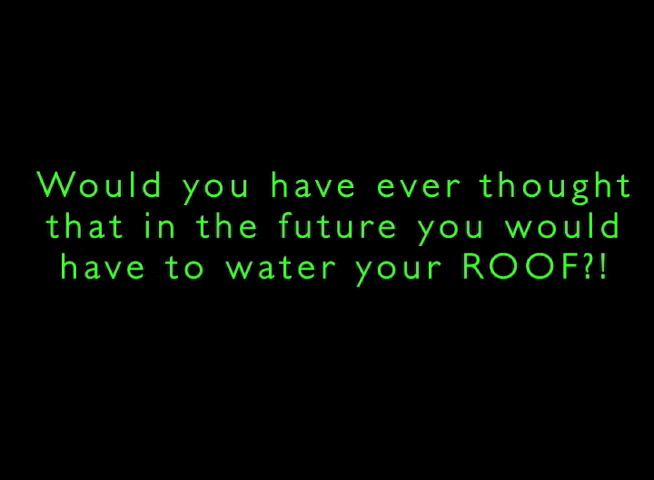 Would you have ever thought
that in the future you would
have to water your ROOF?!